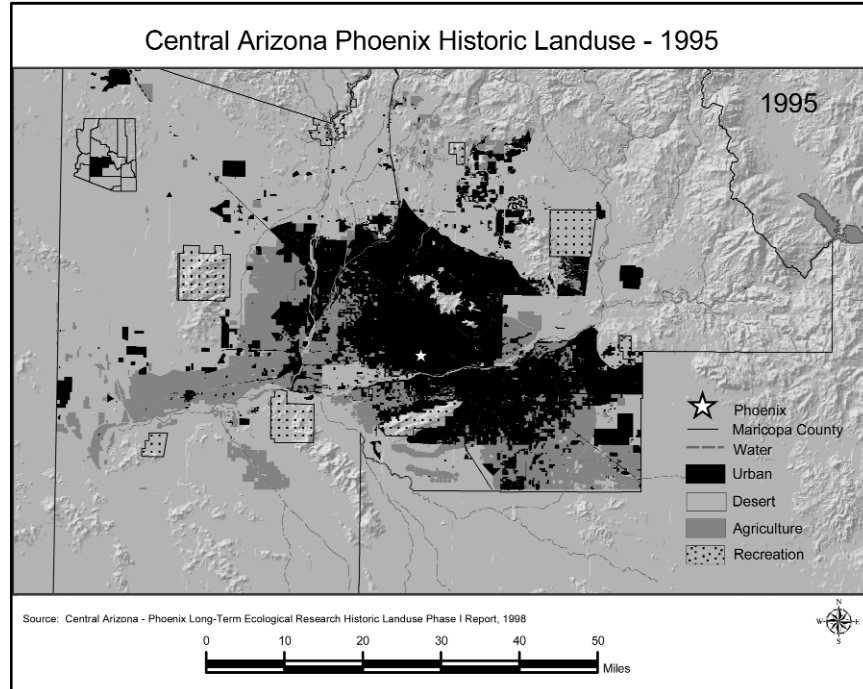 Central Arizona Phoenix Historic Landuse - 1995
1995
Phoenix
Maricopa County
Water
Urban
Desert
Agriculture
Recreation
Source: Central Arizona - Phoenix Long-Term Ecological Research Historic Landuse Phase I Report, 1998
N
W E
S
0 10 20 30 40 50
Miles